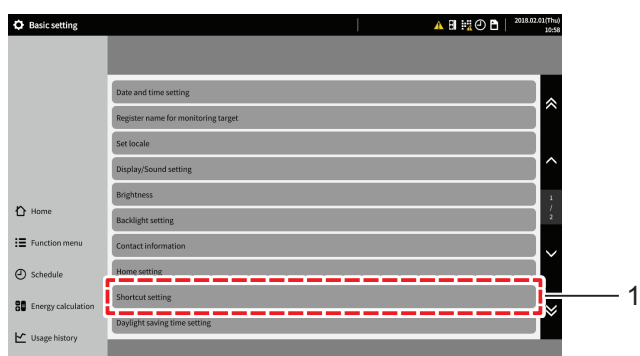 Basic setting
2018.02.01(Thu)
10:58
Date and time setting
Register name for monitoring target
Set locale
Display/Sound setting
Brightness
Backlight setting
Contact information
Home setting
Shortcut setting
Daylight saving time setting
1
/
2
Home
Function menu
Schedule
Energy calculation
Usage history
1